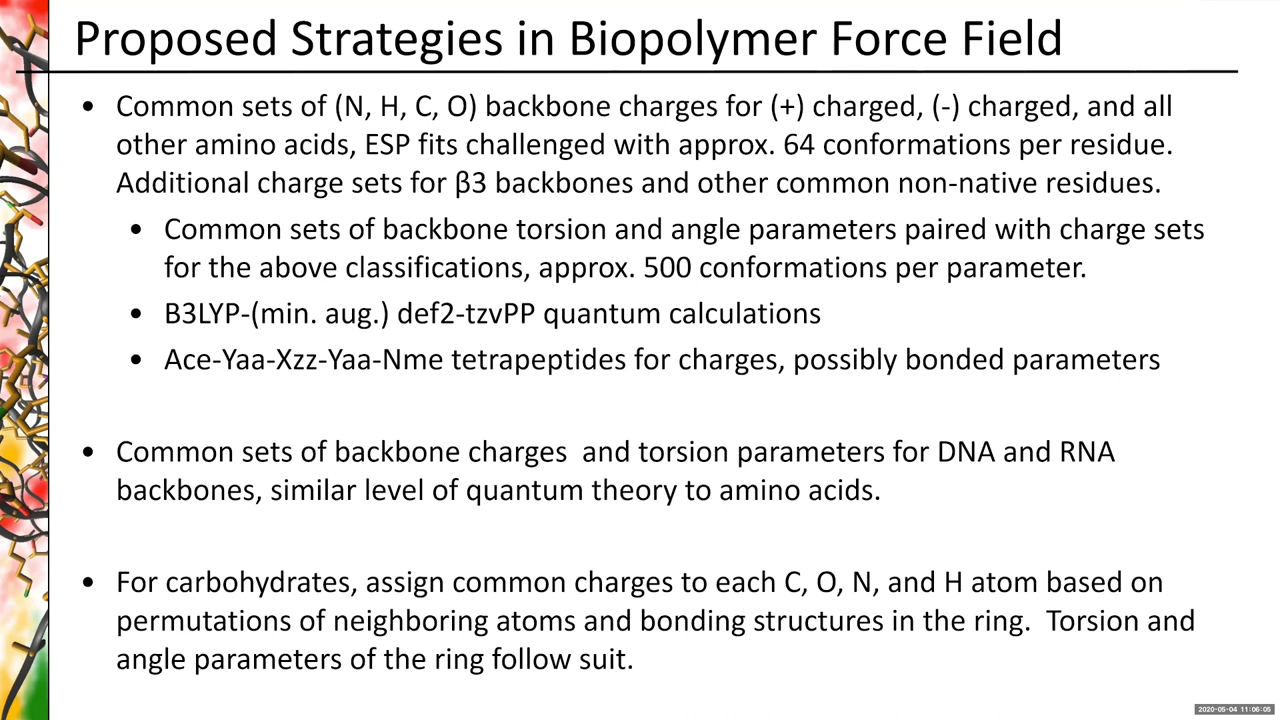 Proposed Strategies in Biopolymer Force Field
• Common sets of (N, H, C, O) backbone charges for (+) charged, (-) charged, and all
other amino acids, ESP fits challenged with approx. 64 conformations per residue.
Additional charge sets for β3 backbones and other common non-native residues.
• Common sets of backbone torsion and angle parameters paired with charge sets
for the above classifications, approx. 500 conformations per parameter.
• B3LYP-(min. aug.) def2-tzvPP quantum calculations
• Ace-Yaa-Xzz-Yaa-Nme tetrapeptides for charges, possibly bonded parameters
• Common sets of backbone charges  and torsion parameters for DNA and RNA
backbones, similar level of quantum theory to amino acids.
• For carbohydrates, assign common charges to each C, O, N, and H atom based on
permutations of neighboring atoms and bonding structures in the ring.  Torsion and
angle parameters of the ring follow suit.
2020-05-04 11:06:05